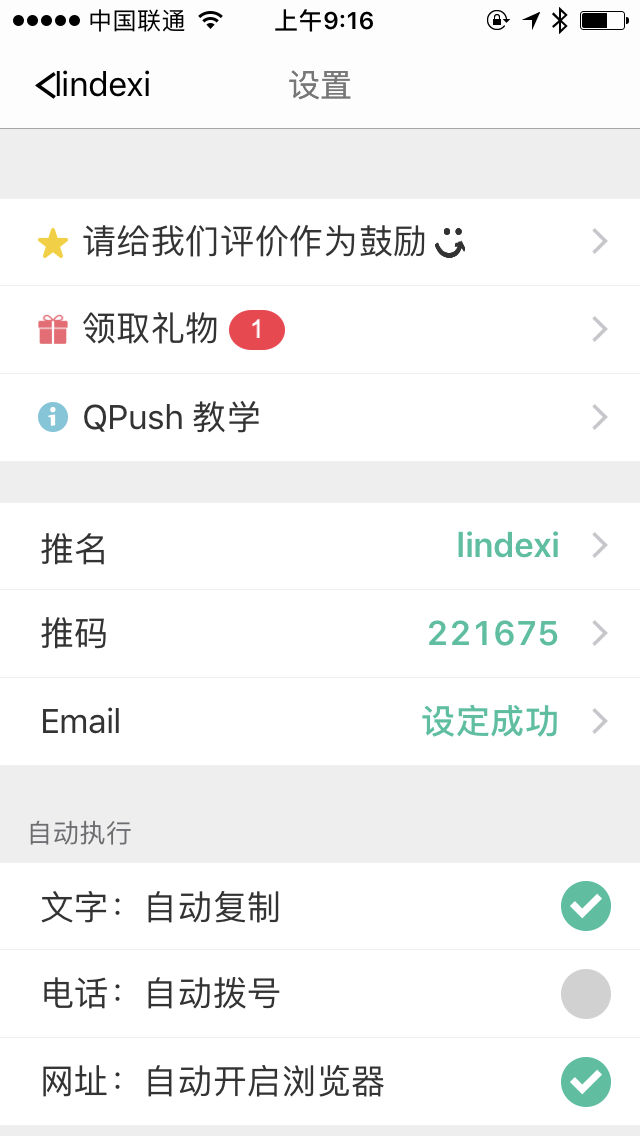 中国联通 上午9:16
lindexi 设置
请给我们评价作为鼓励
领取礼物 1
QPush 教学
推名 lindexi
推码 221675
Email 设定成功
自动执行
文字：自动复制
电话：自动拨号
网址：自动开启浏览器